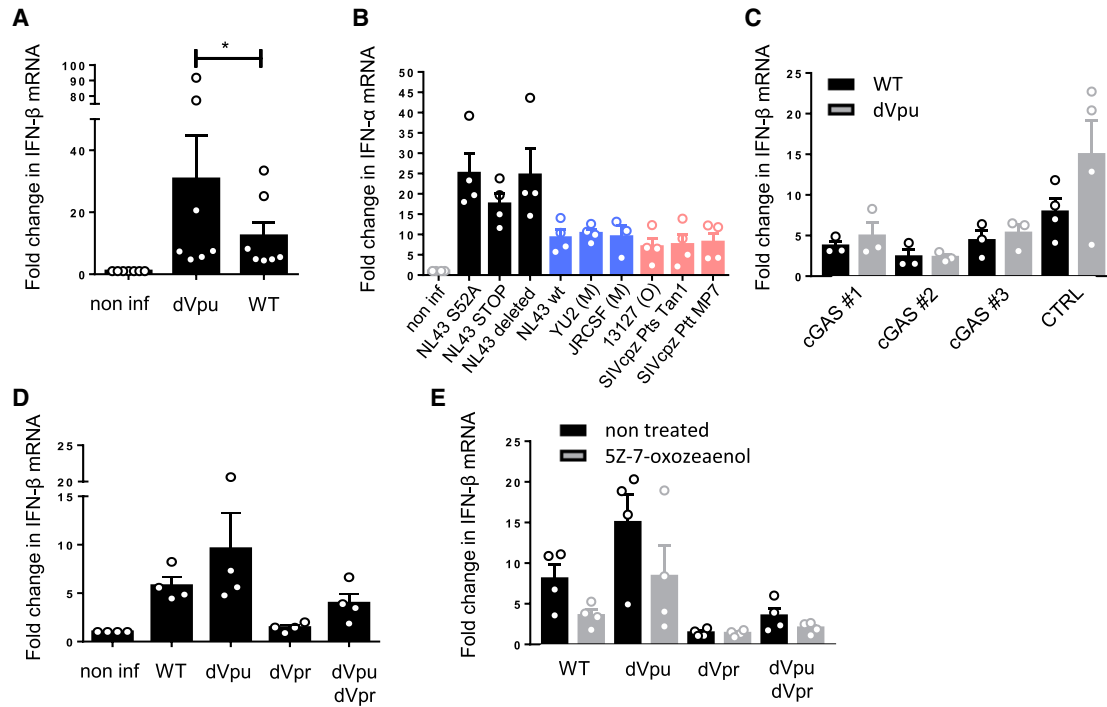 A
Fold change in IFN-β mRNA
100
90
80
40
20
0
*
non inf
dVpu
WT
B
Fold change in IFN-α mRNA
50
45
40
35
30
25
20
15
10
5
0
non inf
NL43 S52A
NL43 STOP
NL43 deleted
NL43 wt
YU2 (M)
JRCSF (M)
13127 (O)
SIVcpz Pts Tan1
SIVcpz Ptt MP7
C
Fold change in IFN-β mRNA
25
20
15
10
5
0
WT
dVpu
cGAS #1
cGAS #2
cGAS #3
CTRL
D
Fold change in IFN-β mRNA
25
20
15
10
5
0
non inf
WT
dVpu
dVpr
dVpu
dVpr
E
Fold change in IFN-β mRNA
25
20
15
10
5
0
non treated
5Z-7-oxozeaenol
WT
dVpu
dVpr
dVpu
dVpr